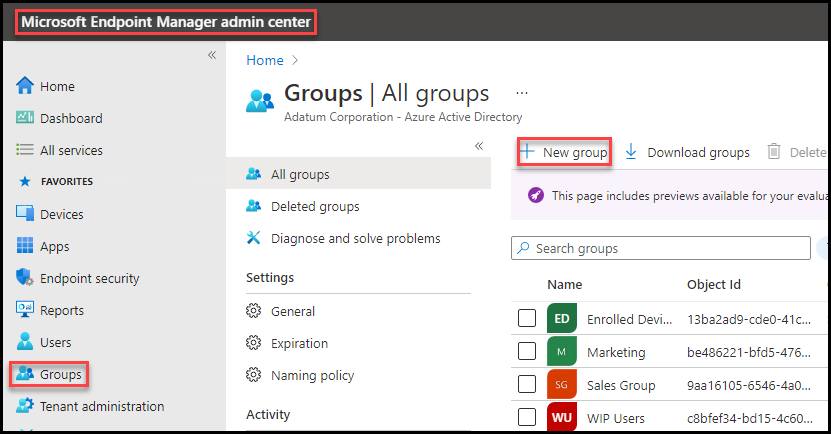 Microsoft Endpoint Manager admin center
«
Home
Dashboard
All services
FAVORITES
Devices
Apps
Endpoint security
Reports
Users
Groups
Tenant administration
Home >
Groups | All groups ...
Adatum Corporation - Azure Active Directory
«
All groups
Deleted groups
Diagnose and solve problems
Settings
General
Expiration
Naming policy
Activity
+ New group
Download groups
Delete
This page includes previews available for your evalua
Search groups
Name Object Id
ED Enrolled Devi... 13ba2ad9-cde0-41c...
M Marketing be486221-bfd5-476...
SG Sales Group 9aa16105-6546-4a0...
WU WIP Users c8bfef34-bd15-4c60...